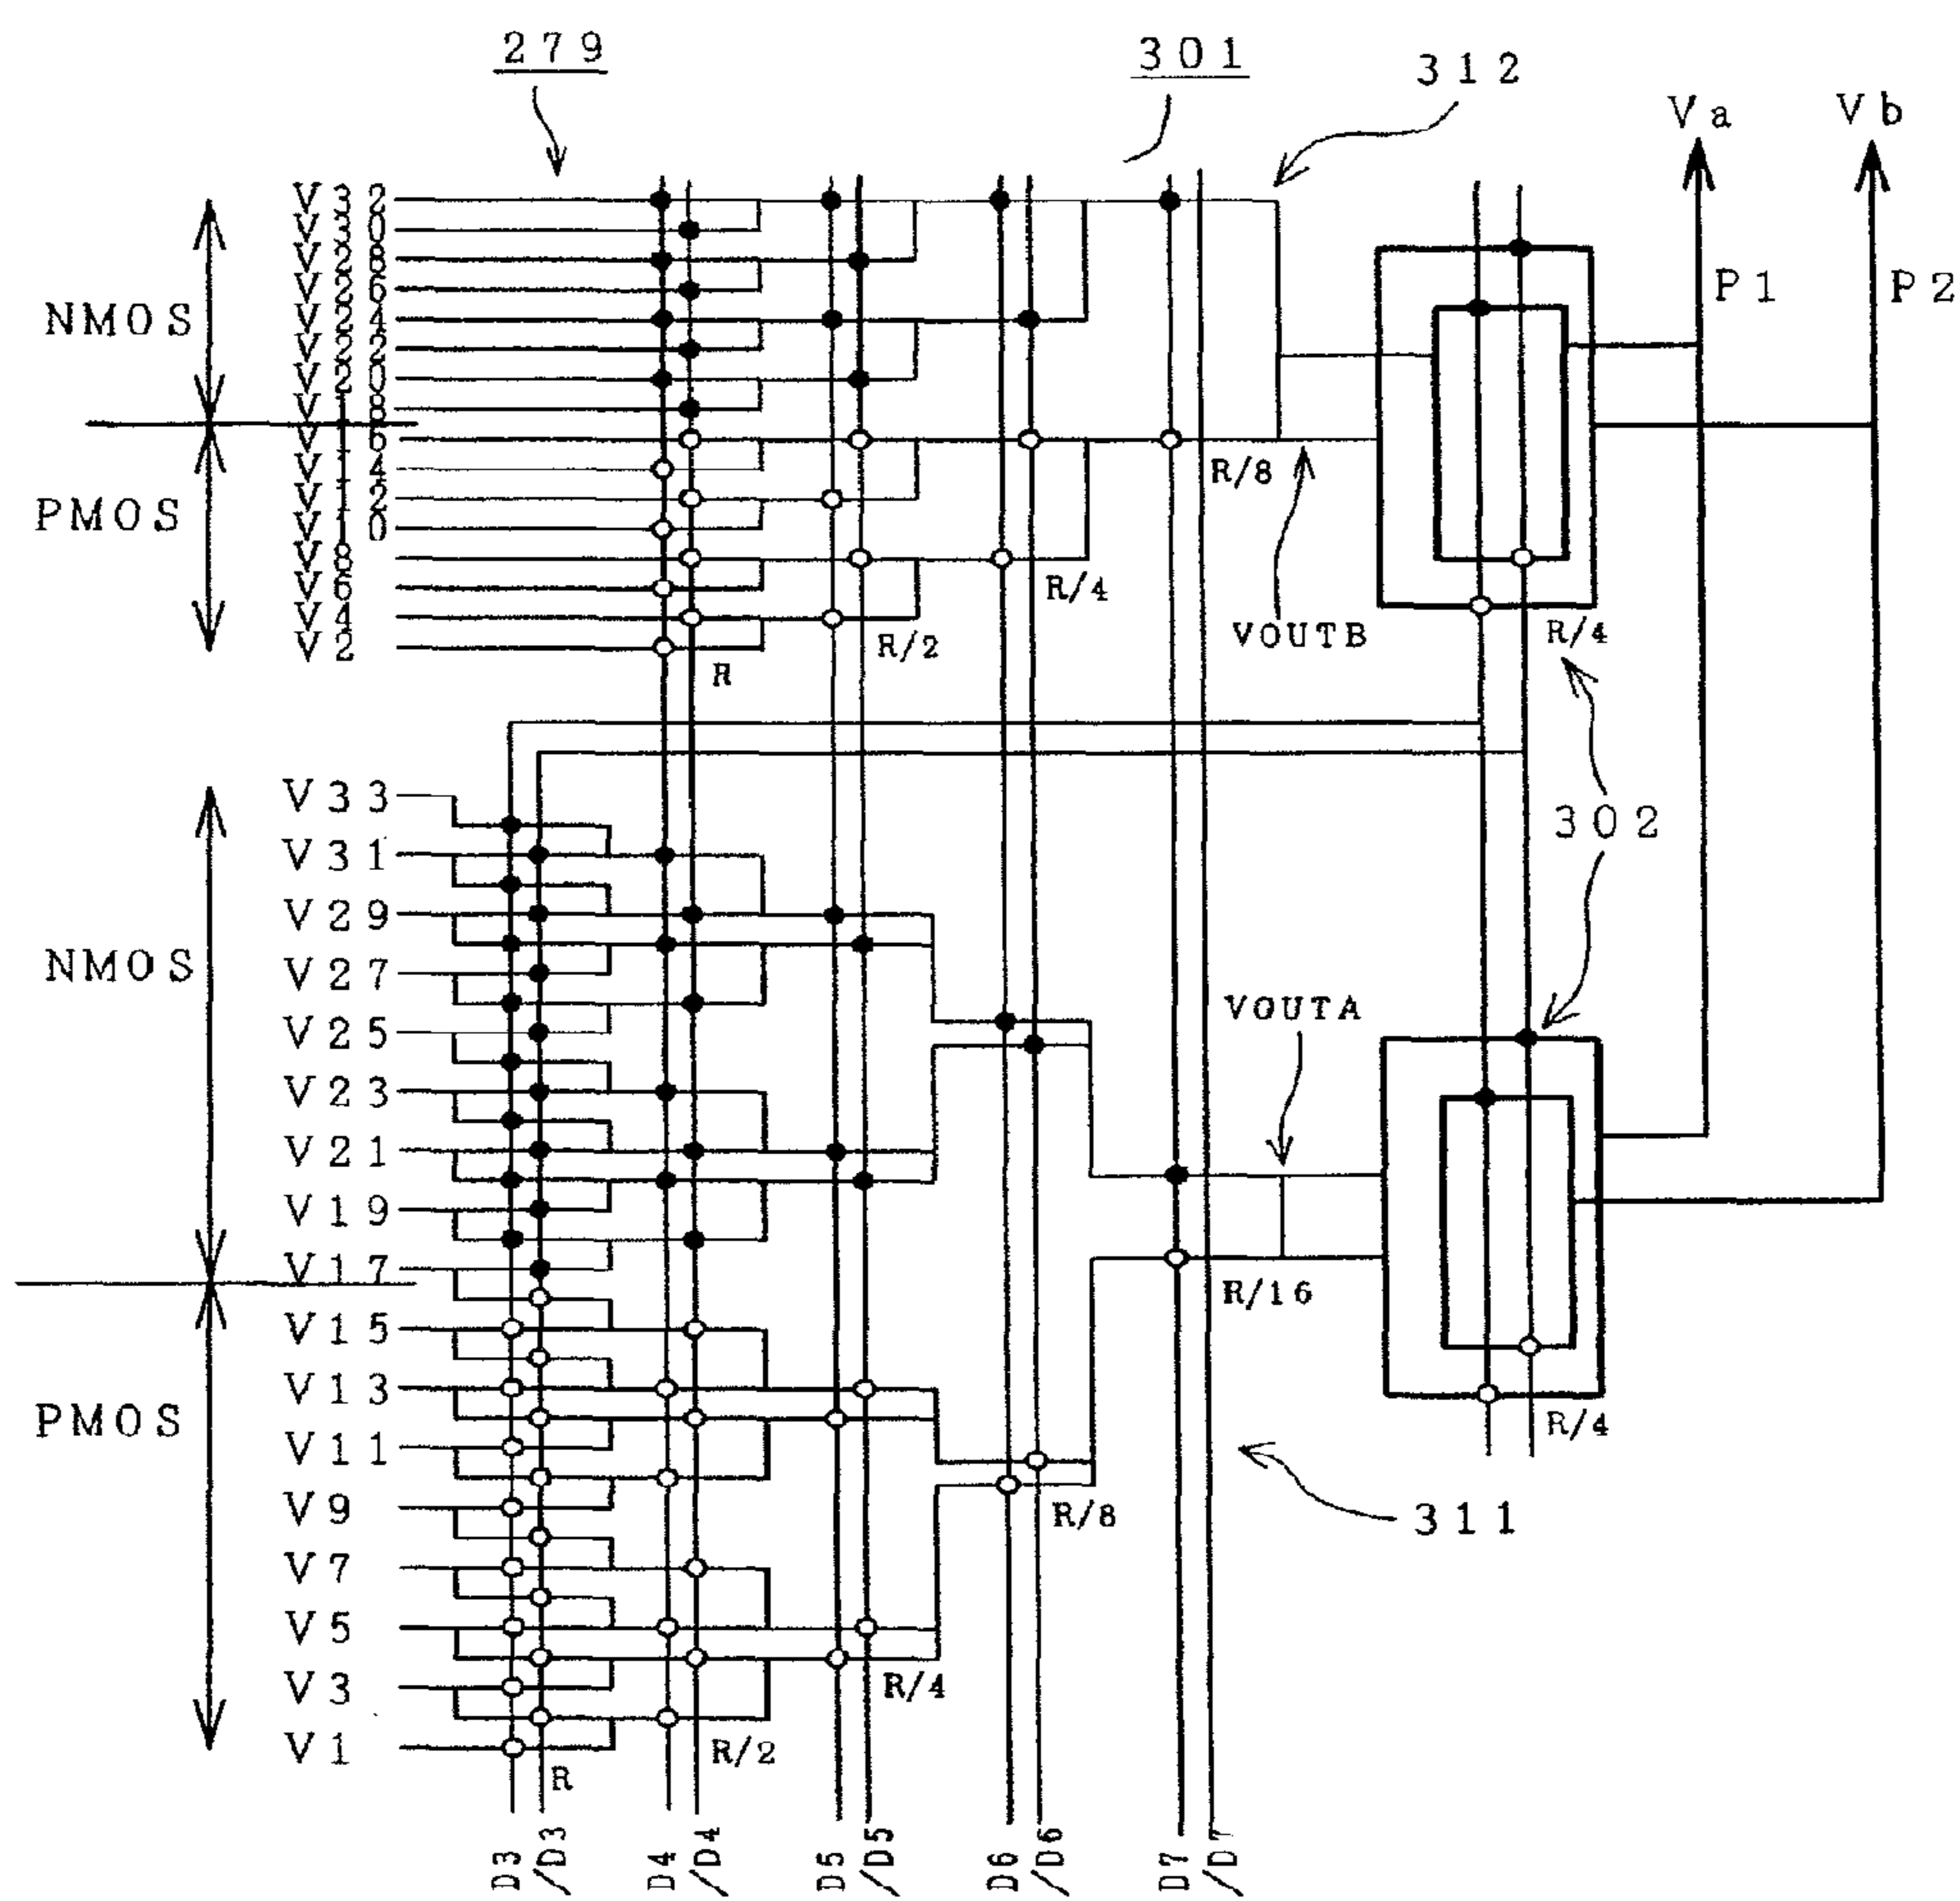 279
301
312
Va
Vb
V32
V30
V28
V26
V24
V22
V20
V18
V16
V14
V12
V10
V8
V6
V4
V2
NMOS
PMOS
P1
P2
R/8
R/4
R/2
R
VOUTB
R/4
302
V33
V31
V29
V27
V25
V23
V21
V19
V17
V15
V13
V11
V9
V7
V5
V3
V1
NMOS
PMOS
VOUTA
R/16
R/4
R/8
311
R/4
R/2
R
D3
/D3
D4
/D4
D5
/D5
D6
/D6
D7
/D7